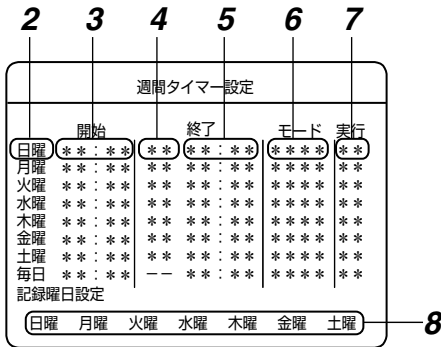 2 3 4 5 6 7
週間タイマー設定
開始 終了 モード 実行
日曜 **:** ** **:** **** **
月曜 **:** ** **:** **** **
火曜 **:** ** **:** **** **
水曜 **:** ** **:** **** **
木曜 **:** ** **:** **** **
金曜 **:** ** **:** **** **
土曜 **:** ** **:** **** **
毎日 **:** -- **:** **** **
記録曜日設定
日曜 月曜 火曜 水曜 木曜 金曜 土曜 8